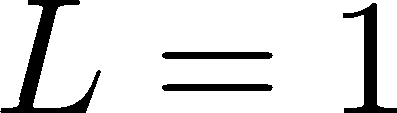 L = 1